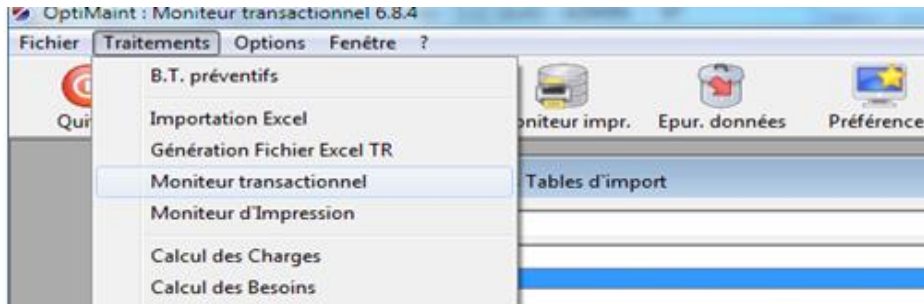 OptiMaint : Moniteur transactionnel 6.8.4
Fichier Traitements Options Fenêtre ?
B.T. préventifs
Qui
oniteur impr. Epur. données Préférence
Importation Excel
Génération Fichier Excel TR
Moniteur transactionnel
Tables d'import
Moniteur d'Impression
Calcul des Charges
Calcul des Besoins